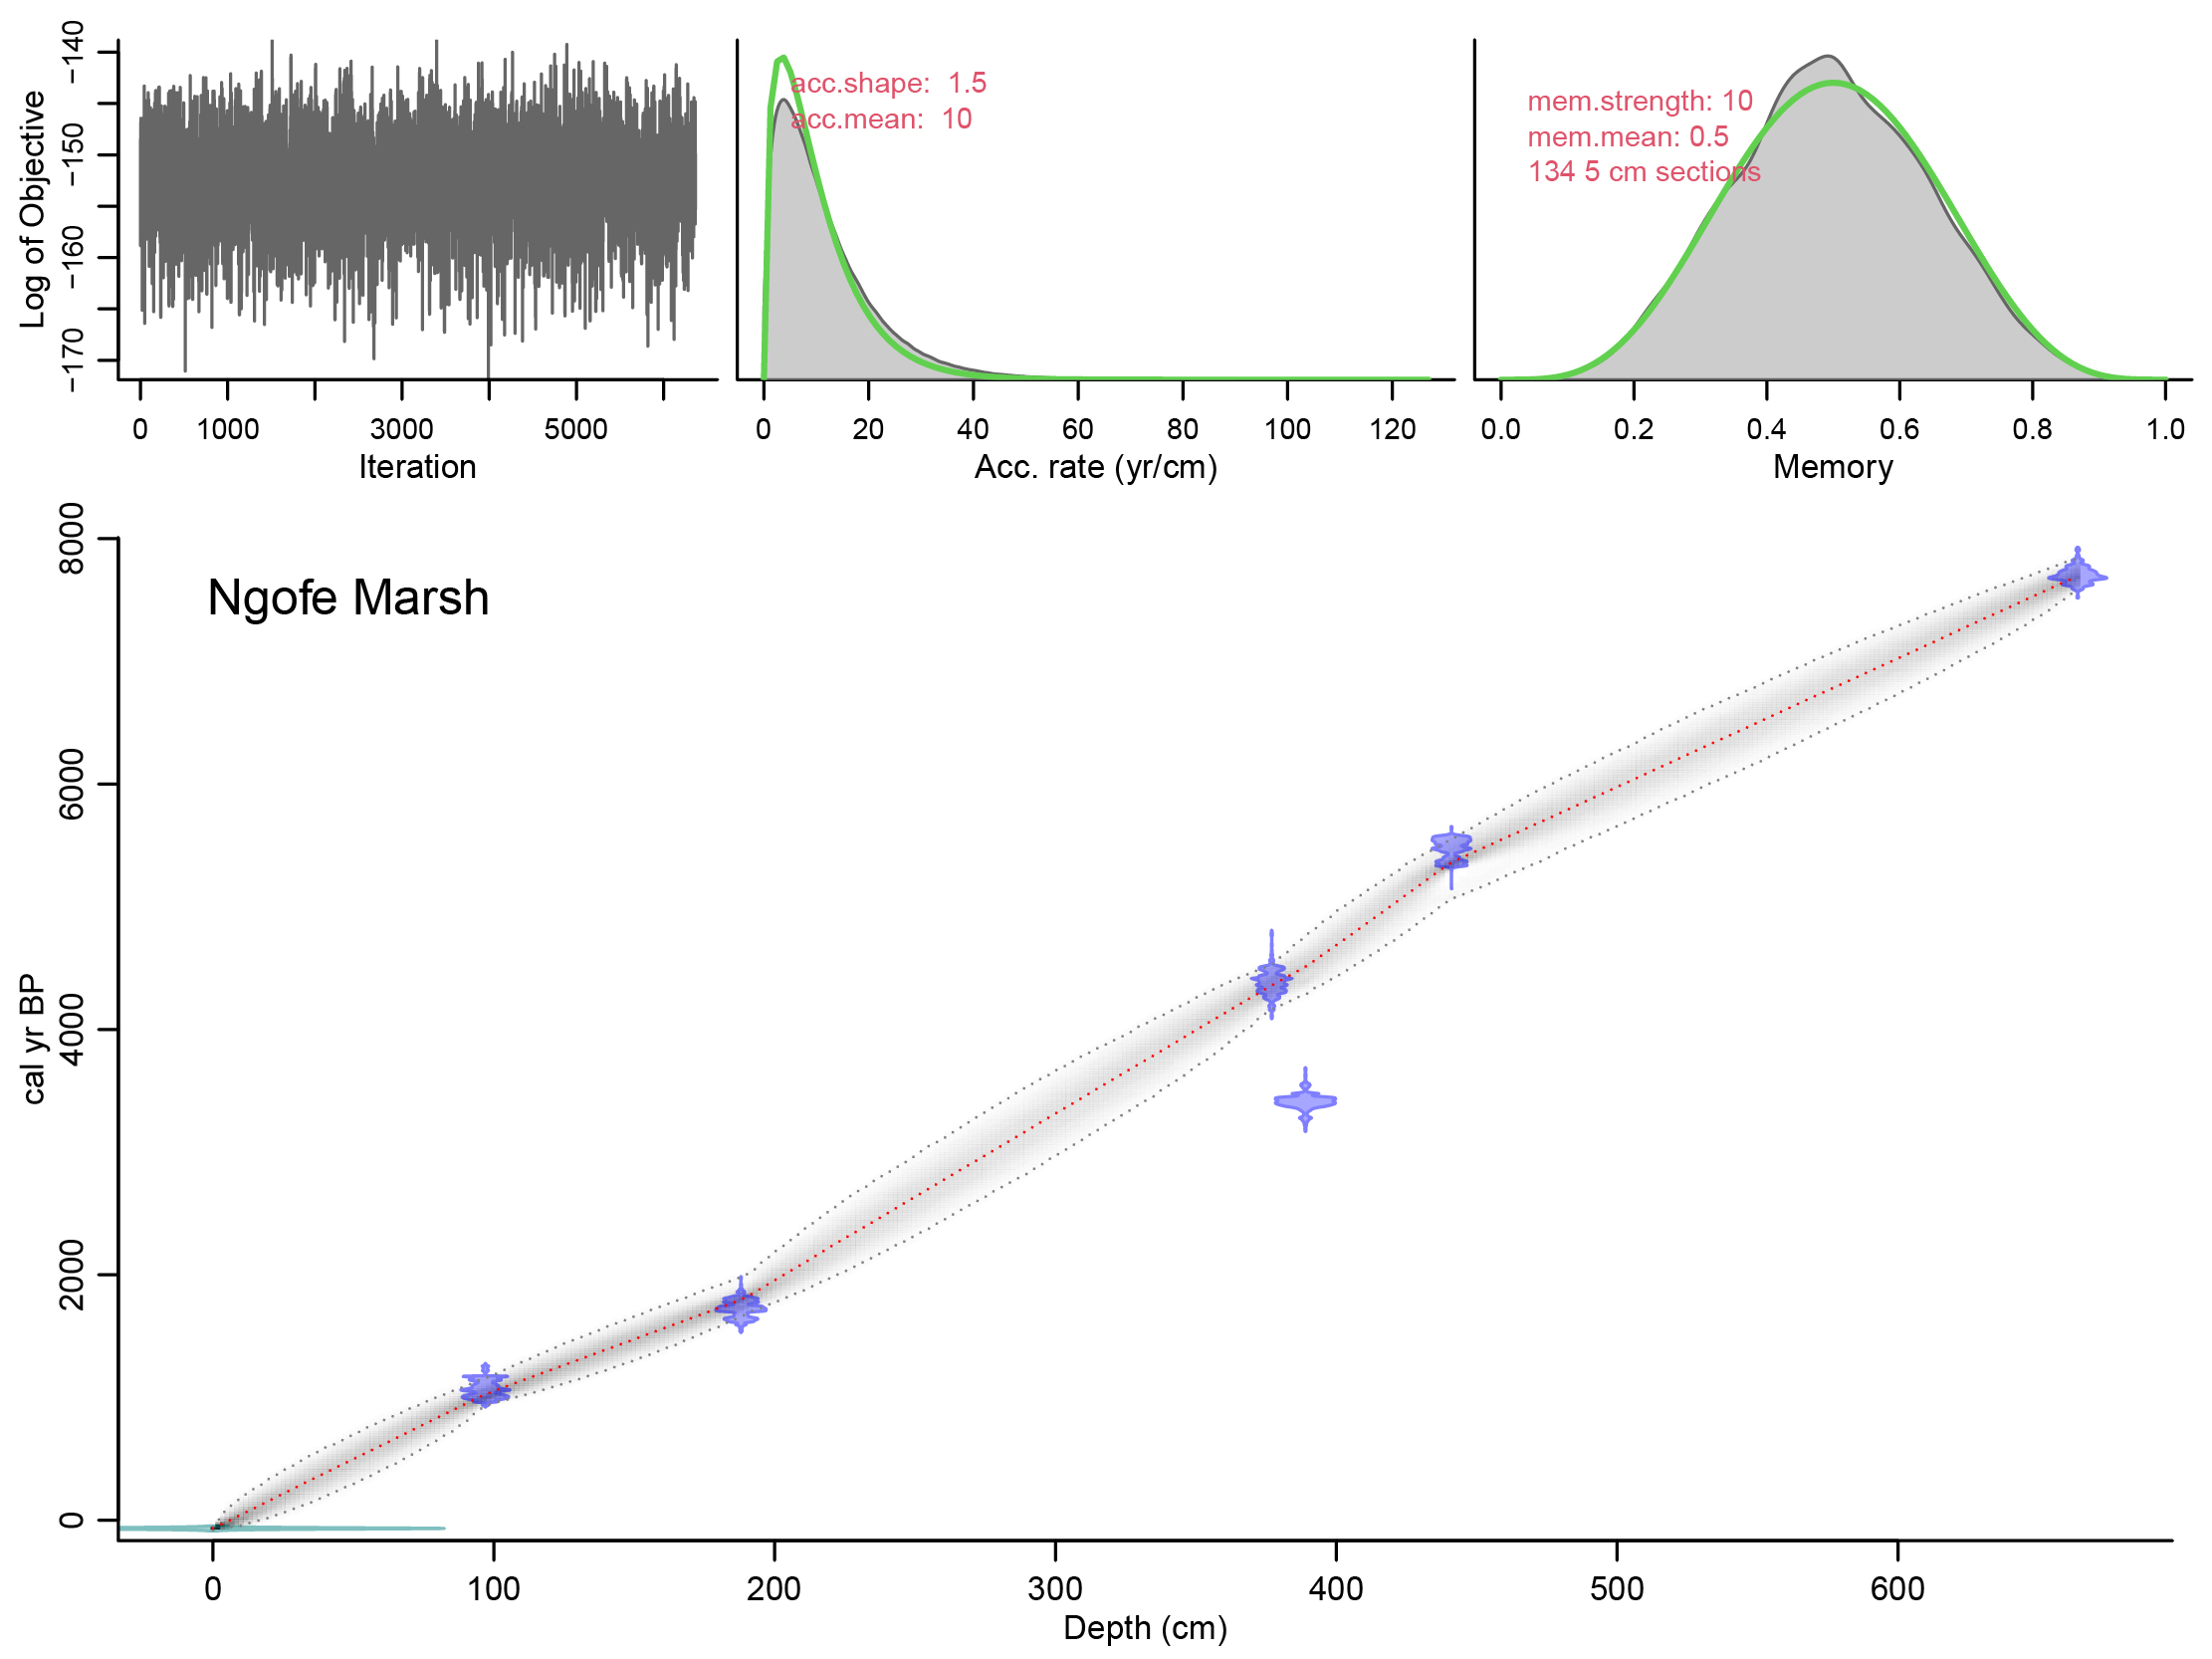 Log of Objective
−170
−160
−150
−140
0
1000
3000
5000
Iteration
acc.shape: 1.5
acc.mean: 10
0
20
40
60
80
100
120
Acc. rate (yr/cm)
mem.strength: 10
mem.mean: 0.5
134 5 cm sections
0.0
0.2
0.4
0.6
0.8
1.0
Memory
Ngofe Marsh
cal yr BP
0
2000
4000
6000
8000
0
100
200
300
400
500
600
Depth (cm)